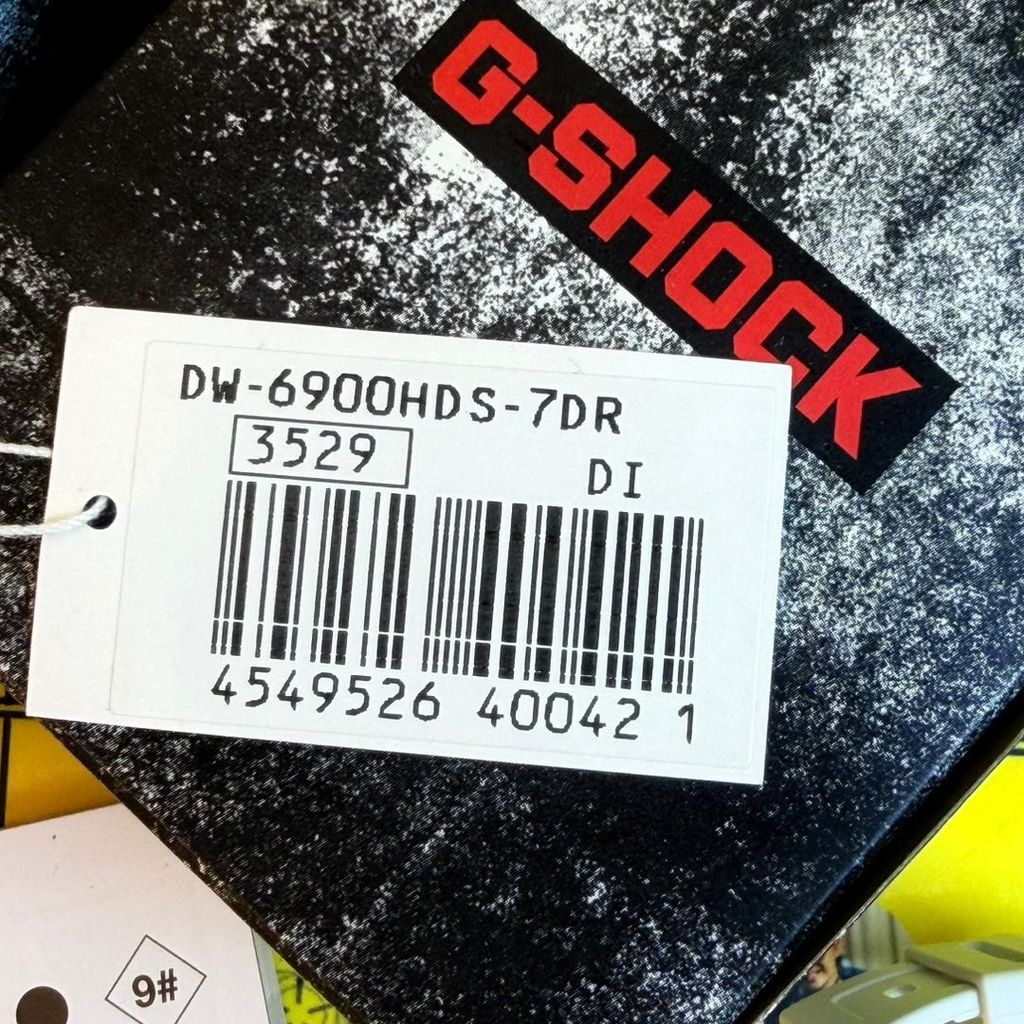 G-SHOCK
DW-6900HDS-7DR
3529
DI
4549526 40042 1
9#